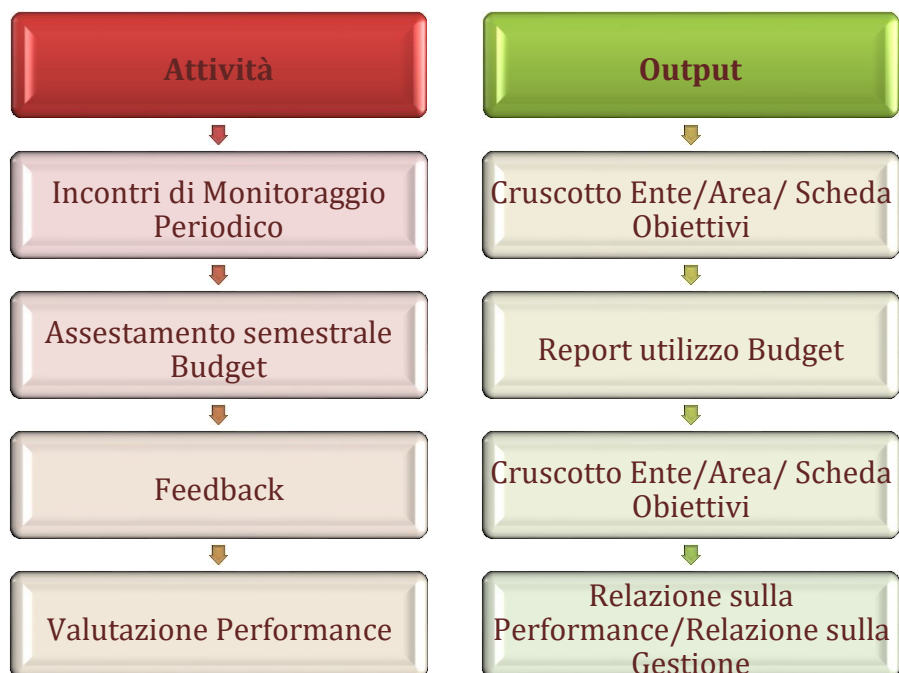 Attività
Incontri di Monitoraggio
Periodico
Assestamento semestrale
Budget
Feedback
Valutazione Performance
Output
Cruscotto Ente/Area/ Scheda
Obiettivi
Report utilizzo Budget
Cruscotto Ente/Area/ Scheda
Obiettivi
Relazione sulla
Performance/Relazione sulla
Gestione